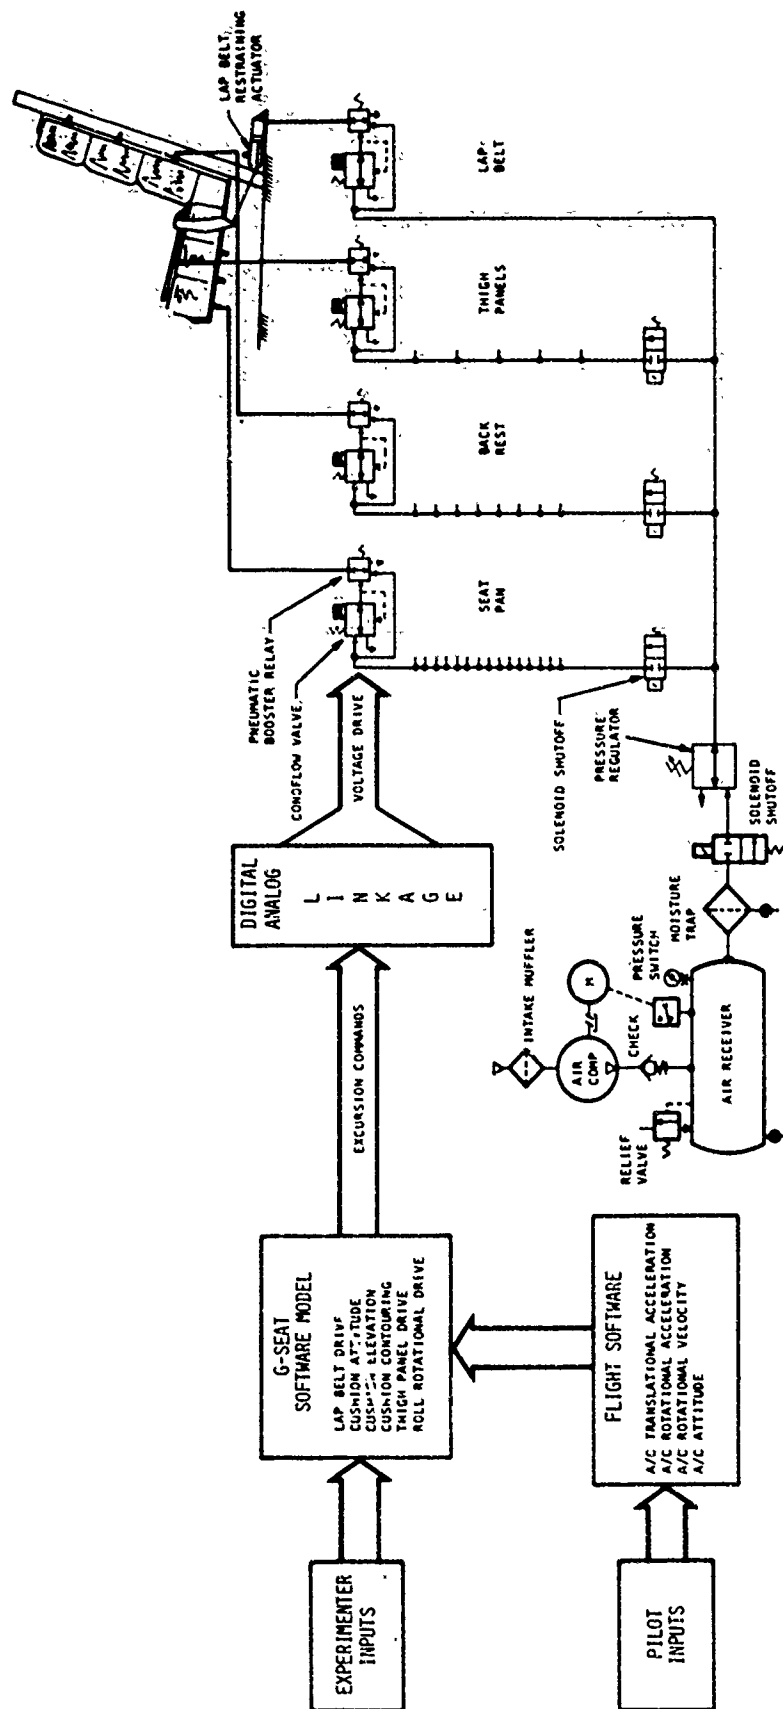 EXPERIMENTER
INPUTS
PILOT
INPUTS
G-SEAT
SOFTWARE MODEL
LAP BELT DRIVE
CUSHION ATTITUDE
CUSHION ELEVATION
CUSHION CONTOURING
THIGH PANEL DRIVE
ROLL ROTATIONAL DRIVE
FLIGHT SOFTWARE
A/C TRANSLATIONAL ACCELERATION
A/C ROTATIONAL ACCELERATION
A/C ROTATIONAL VELOCITY
A/C ATTITUDE
EXCURSION COMMANDS
DIGITAL
ANALOG
LINKAGE
VOLTAGE DRIVE
PNEUMATIC
BOOSTER RELAY
CONOFLOW VALVE
SEAT
PAN
BACK
REST
THIGH
PANELS
LAP
BELT
LAP BELT
RESTRAINING
ACTUATOR
SOLENOID SHUTOFF
PRESSURE
REGULATOR
SOLENOID
SHUTOFF
MOISTURE
TRAP
PRESSURE
SWITCH
INTAKE MUFFLER
M
AIR
COMP
CHECK
RELIEF
VALVE
AIR RECEIVER